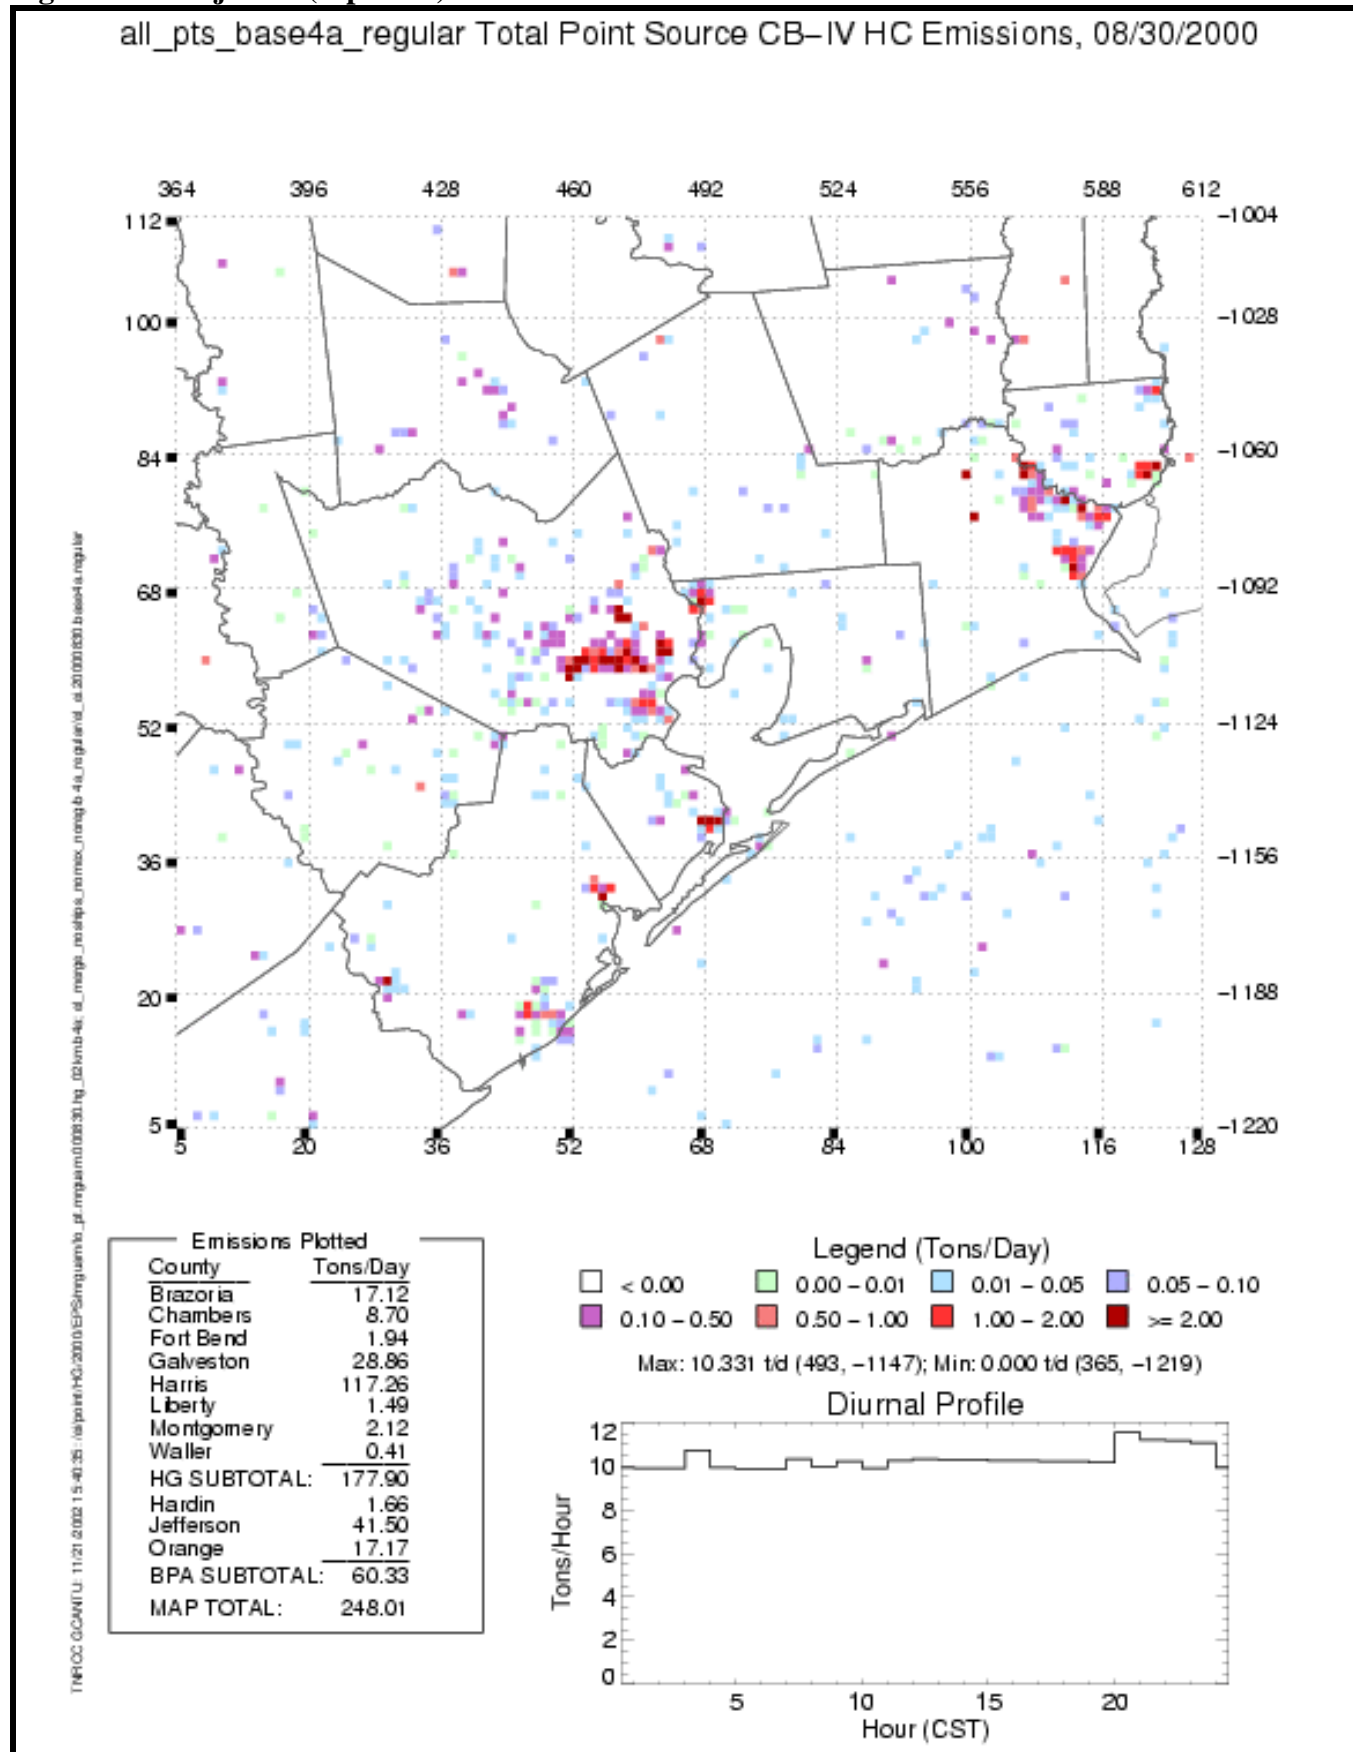 all_pts_base4a_regular Total Point Source CB–IV HC Emissions, 08/30/2000
364 396 428 460 492 524 556 588 612
112 –1004
100 –1028
84 –1060
68 –1092
52 –1124
36 –1156
20 –1188
5 –1220
5 20 36 52 68 84 100 116 128
Emissions Plotted
County Tons/Day
Brazoria 17.12
Chambers 8.70
Fort Bend 1.94
Galveston 28.86
Harris 117.26
Liberty 1.49
Montgomery 2.12
Waller 0.41
HG SUBTOTAL: 177.90
Hardin 1.66
Jefferson 41.50
Orange 17.17
BPA SUBTOTAL: 60.33
MAP TOTAL: 248.01
Legend (Tons/Day)
< 0.00 0.00 – 0.01 0.01 – 0.05 0.05 – 0.10
0.10 – 0.50 0.50 – 1.00 1.00 – 2.00 >= 2.00
Max: 10.331 t/d (493, –1147); Min: 0.000 t/d (365, –1219)
Diurnal Profile
12
10
8
6
4
2
0
Tons/Hour
5 10 15 20
Hour (CST)
TNRCC GCANTU: 11/21/2002 15:40:35: